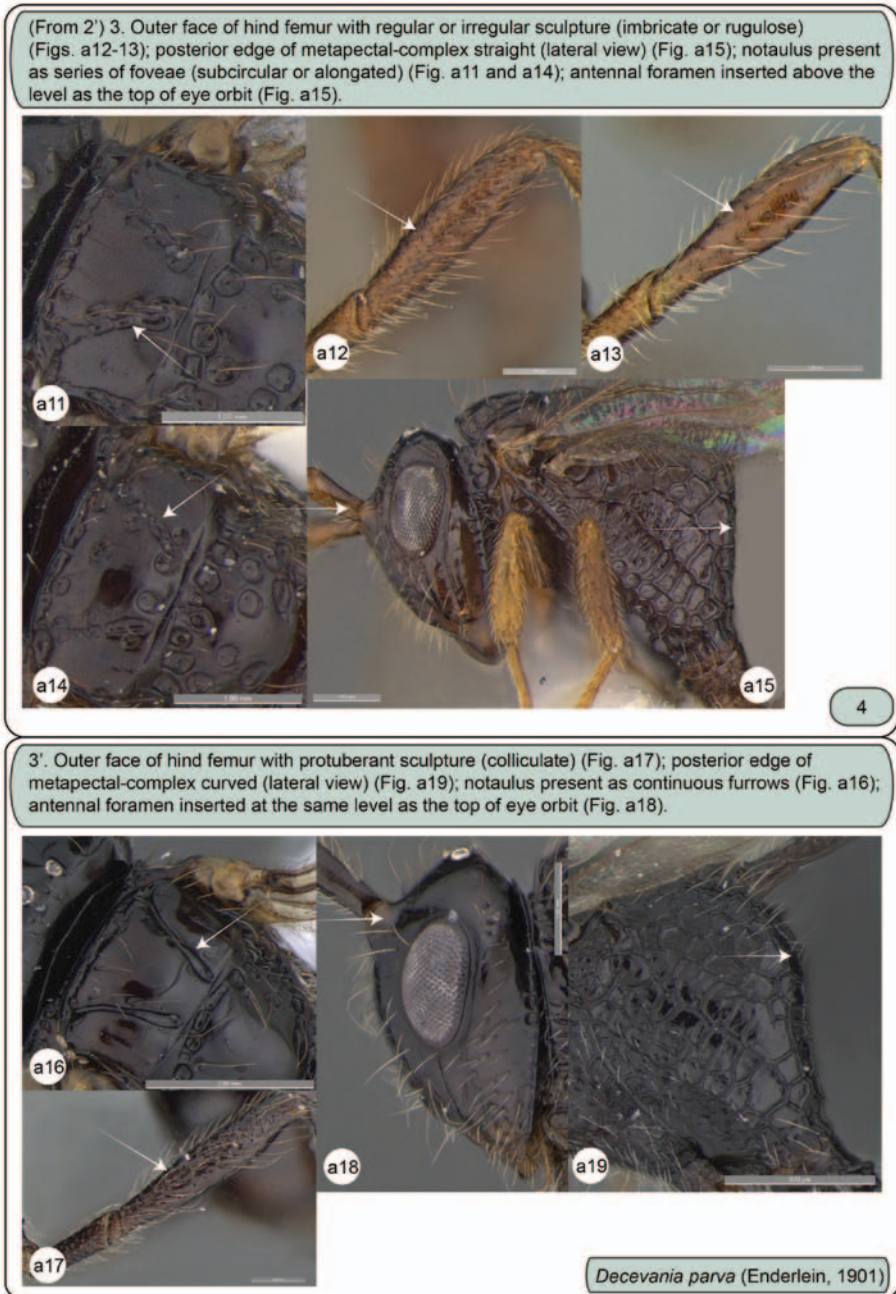 (From 2') 3. Outer face of hind femur with regular or irregular sculpture (imbricate or rugulose)
(Figs. a12-13); posterior edge of metapectal-complex straight (lateral view) (Fig. a15); notaulus present
as series of foveae (subcircular or alongated) (Fig. a11 and a14); antennal foramen inserted above the
level as the top of eye orbit (Fig. a15).
a11
a12
a13
a14
a15
4
3'. Outer face of hind femur with protuberant sculpture (colliculate) (Fig. a17); posterior edge of
metapectal-complex curved (lateral view) (Fig. a19); notaulus present as continuous furrows (Fig. a16);
antennal foramen inserted at the same level as the top of eye orbit (Fig. a18).
a16
a17
a18
a19
Decevania parva (Enderlein, 1901)